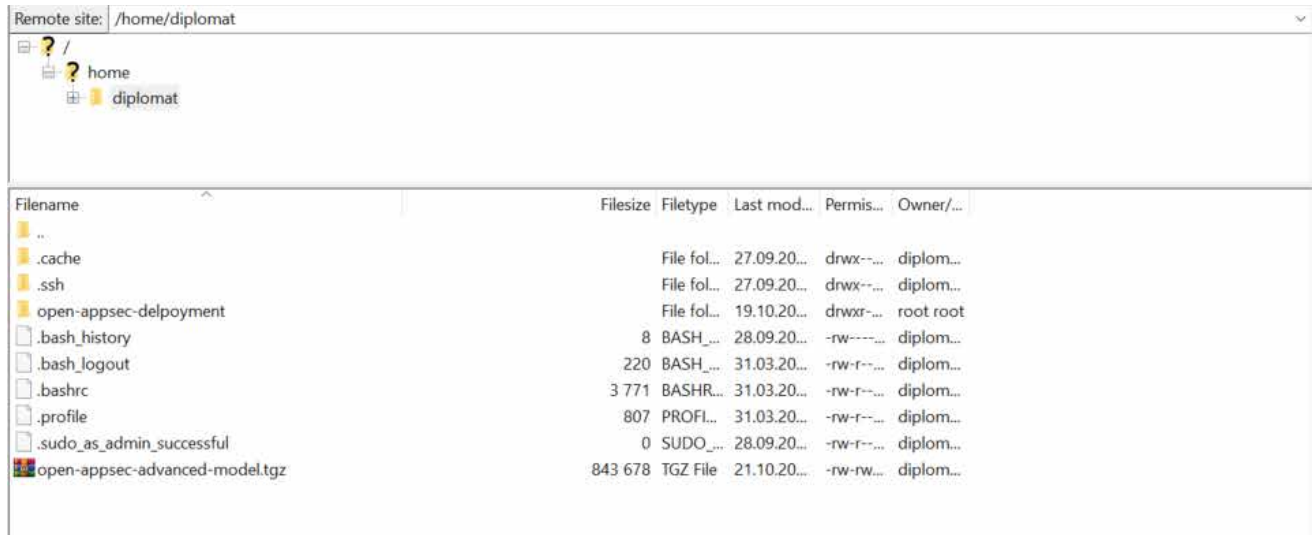 Remote site: /home/diplomat
/
home
diplomat
Filename Filesize Filetype Last mod... Permis... Owner/...
..
.cache File fol... 27.09.20... drwx--... diplom...
.ssh File fol... 27.09.20... drwx--... diplom...
open-appsec-delpoyment File fol... 19.10.20... drwxr-... root root
.bash_history 8 BASH_... 28.09.20... -rw----... diplom...
.bash_logout 220 BASH_... 31.03.20... -rw-r--... diplom...
.bashrc 3 771 BASHR... 31.03.20... -rw-r--... diplom...
.profile 807 PROFI... 31.03.20... -rw-r--... diplom...
.sudo_as_admin_successful 0 SUDO_... 28.09.20... -rw-r--... diplom...
open-appsec-advanced-model.tgz 843 678 TGZ File 21.10.20... -rw-rw... diplom...